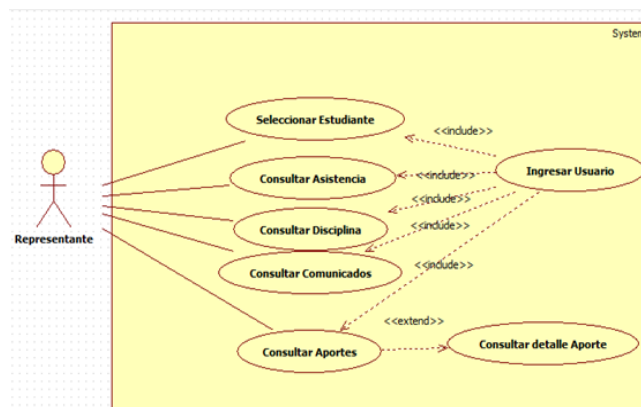 System
Seleccionar Estudiante
<<include>>
Consultar Asistencia
<<include>>
Ingresar Usuario
<<include>>
Consultar Disciplina
<<include>>
Representante
Consultar Comunicados
<<include>>
<<extend>>
Consultar Aportes
Consultar detalle Aporte